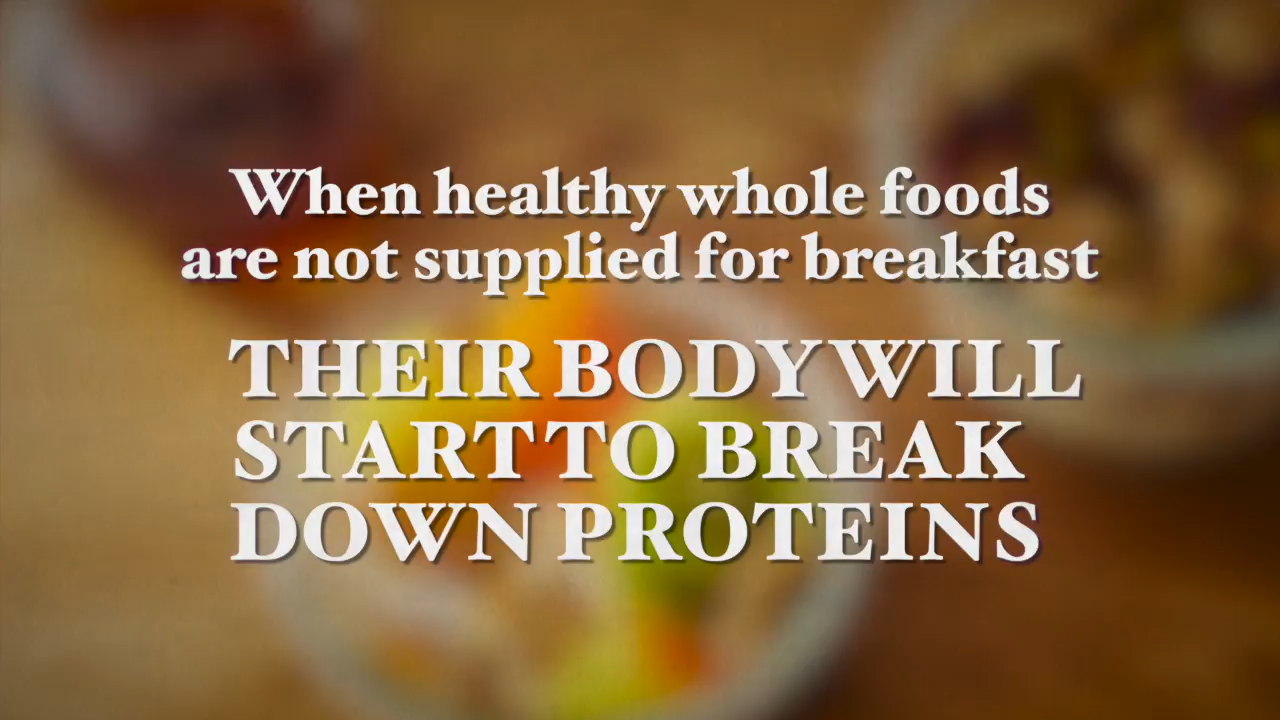 When healthy whole foods
are not supplied for breakfast
THEIR BODY WILL
START TO BREAK
DOWN PROTEINS